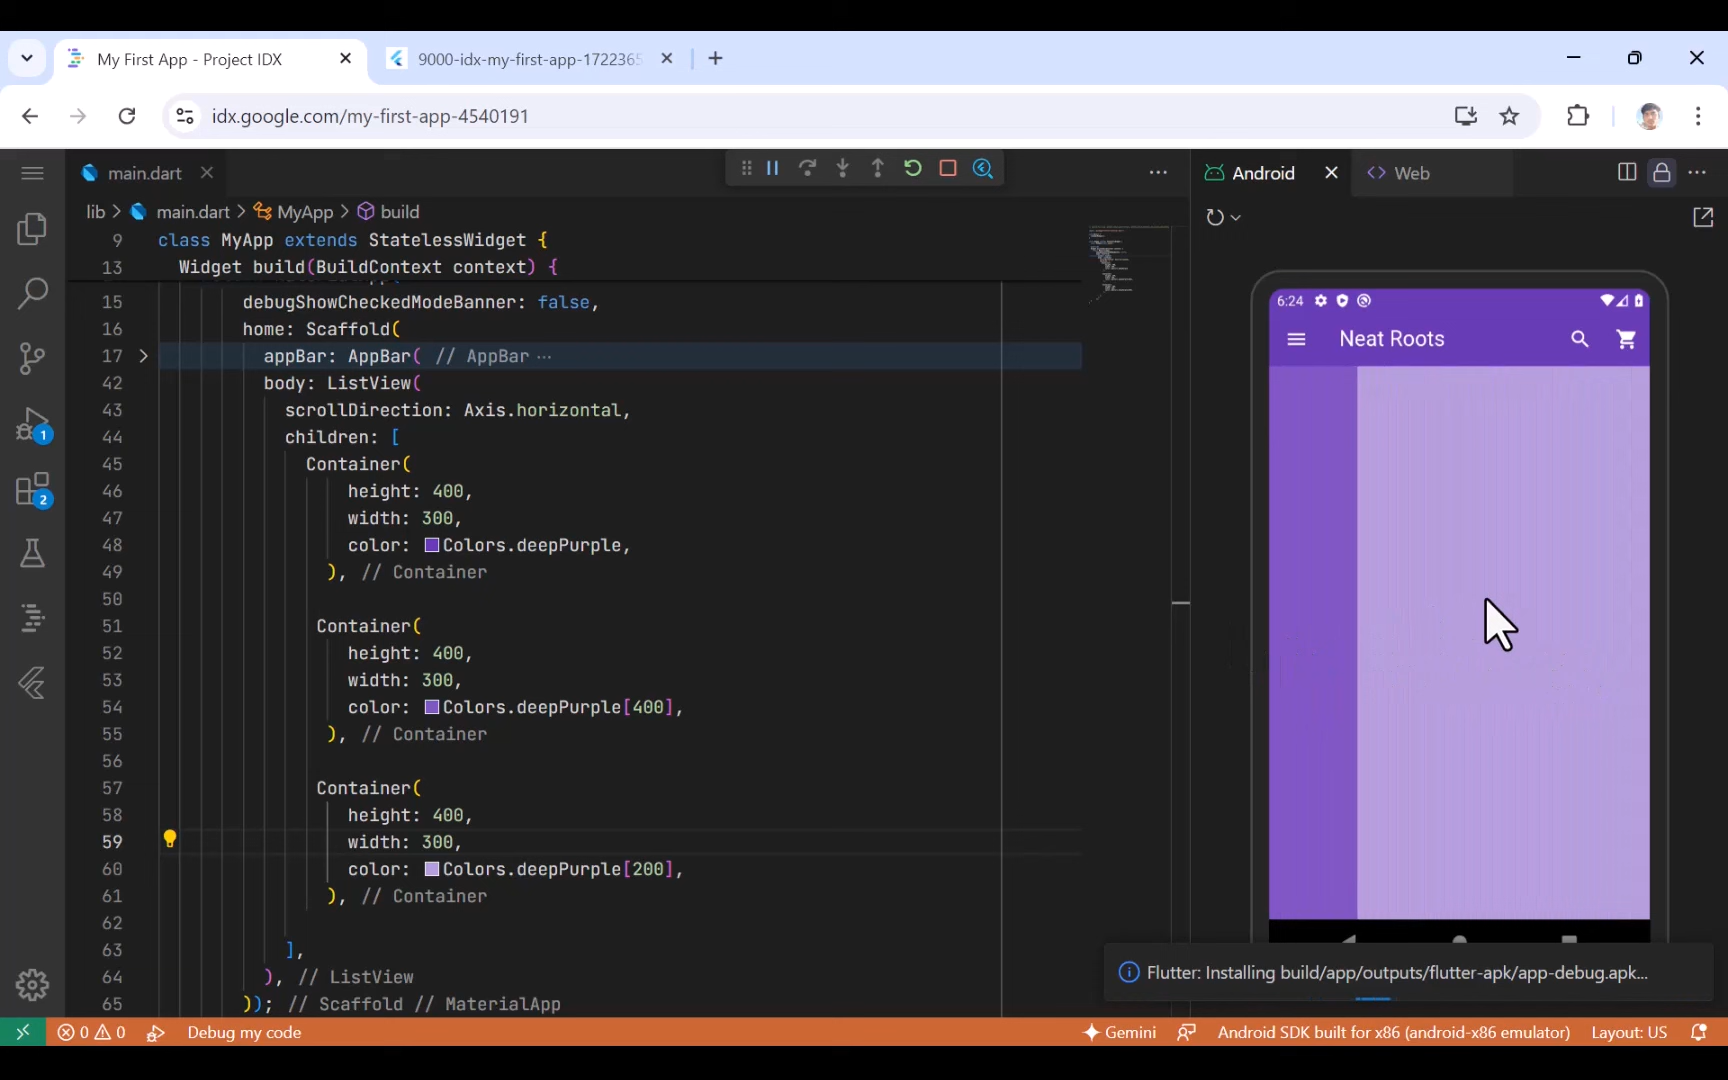 My First App - Project IDX
9000-idx-my-first-app-172236
idx.google.com/my-first-app-4540191
main.dart
Android
Web
lib > main.dart > MyApp > build
9 class MyApp extends StatelessWidget {
13 Widget build(BuildContext context) {
15 debugShowCheckedModeBanner: false,
16 home: Scaffold(
17 appBar: AppBar( // AppBar ···
42 body: ListView(
43 scrollDirection: Axis.horizontal,
44 children: [
45 Container(
46 height: 400,
47 width: 300,
48 color: Colors.deepPurple,
49 ), // Container
50
51 Container(
52 height: 400,
53 width: 300,
54 color: Colors.deepPurple[400],
55 ), // Container
56
57 Container(
58 height: 400,
59 width: 300,
60 color: Colors.deepPurple[200],
61 ), // Container
62
63 ],
64 ), // ListView
65 )); // Scaffold // MaterialApp
6:24
Neat Roots
Flutter: Installing build/app/outputs/flutter-apk/app-debug.apk...
1
2
0 0 Debug my code
Gemini
Android SDK built for x86 (android-x86 emulator)
Layout: US